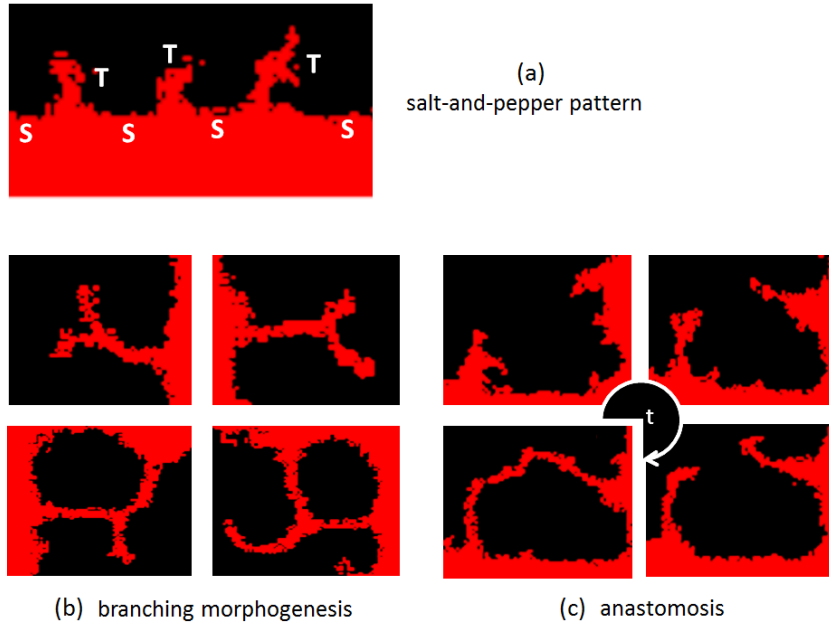 T
T
T
S
S
S
S
(a)
salt-and-pepper pattern
t
(b) branching morphogenesis
(c) anastomosis